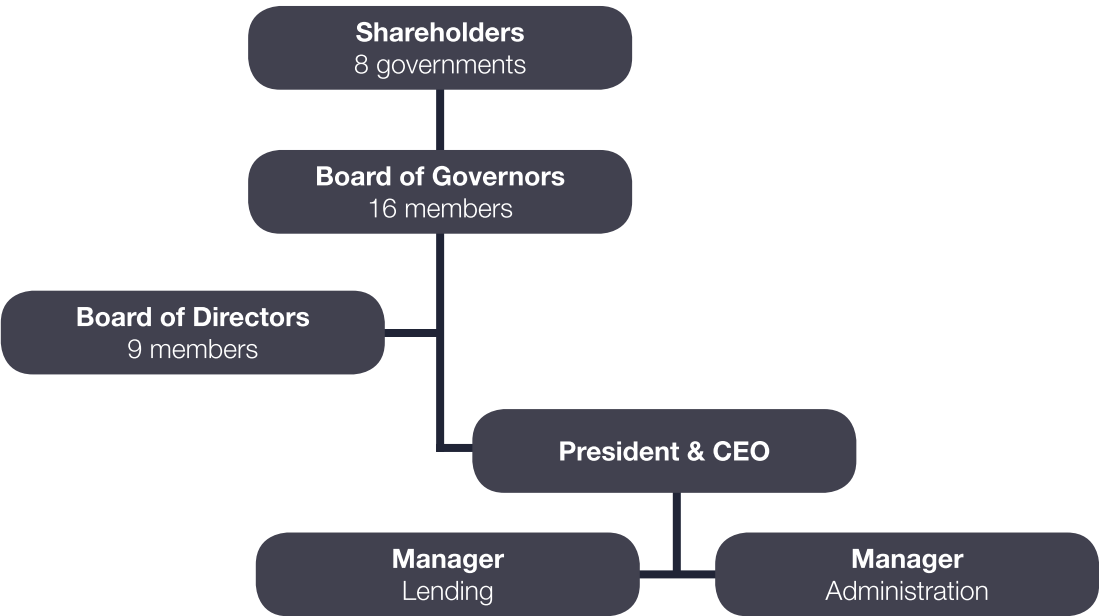 Shareholders
8 governments
Board of Governors
16 members
Board of Directors
9 members
President & CEO
Manager
Lending
Manager
Administration